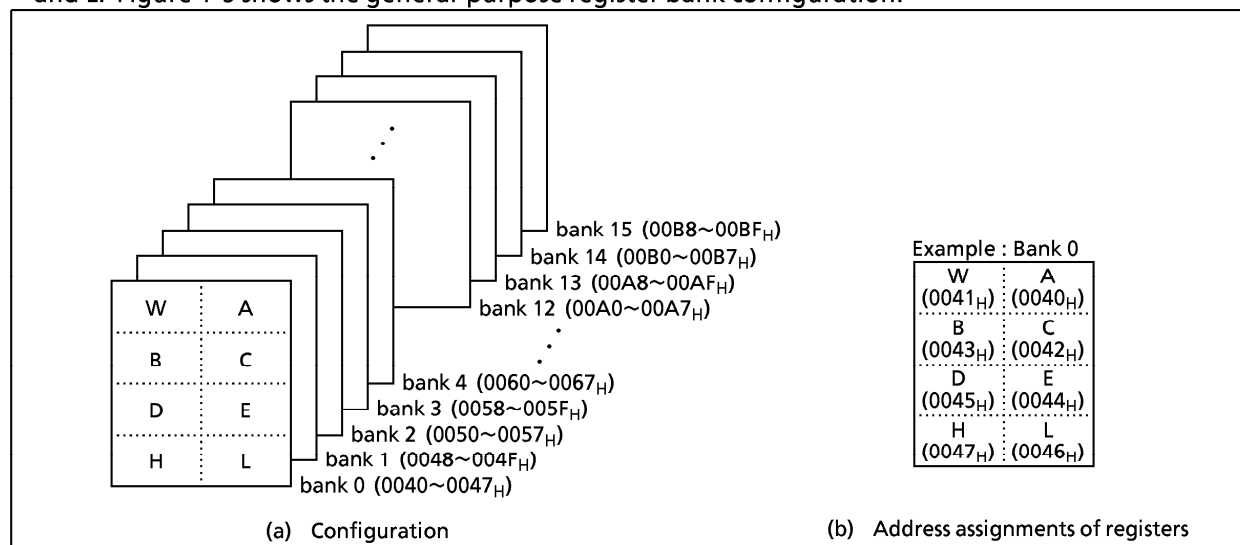 and L. Figure 1-3 shows the general-purpose register bank configuration.
bank 15 (00B8~00BFH)
bank 14 (00B0~00B7H)
bank 13 (00A8~00AFH)
bank 12 (00A0~00A7H)
bank 4 (0060~0067H)
bank 3 (0058~005FH)
bank 2 (0050~0057H)
bank 1 (0048~004FH)
bank 0 (0040~0047H)
W A
B C
D E
H L
(a) Configuration
Example : Bank 0
W A
(0041H) (0040H)
B C
(0043H) (0042H)
D E
(0045H) (0044H)
H L
(0047H) (0046H)
(b) Address assignments of registers